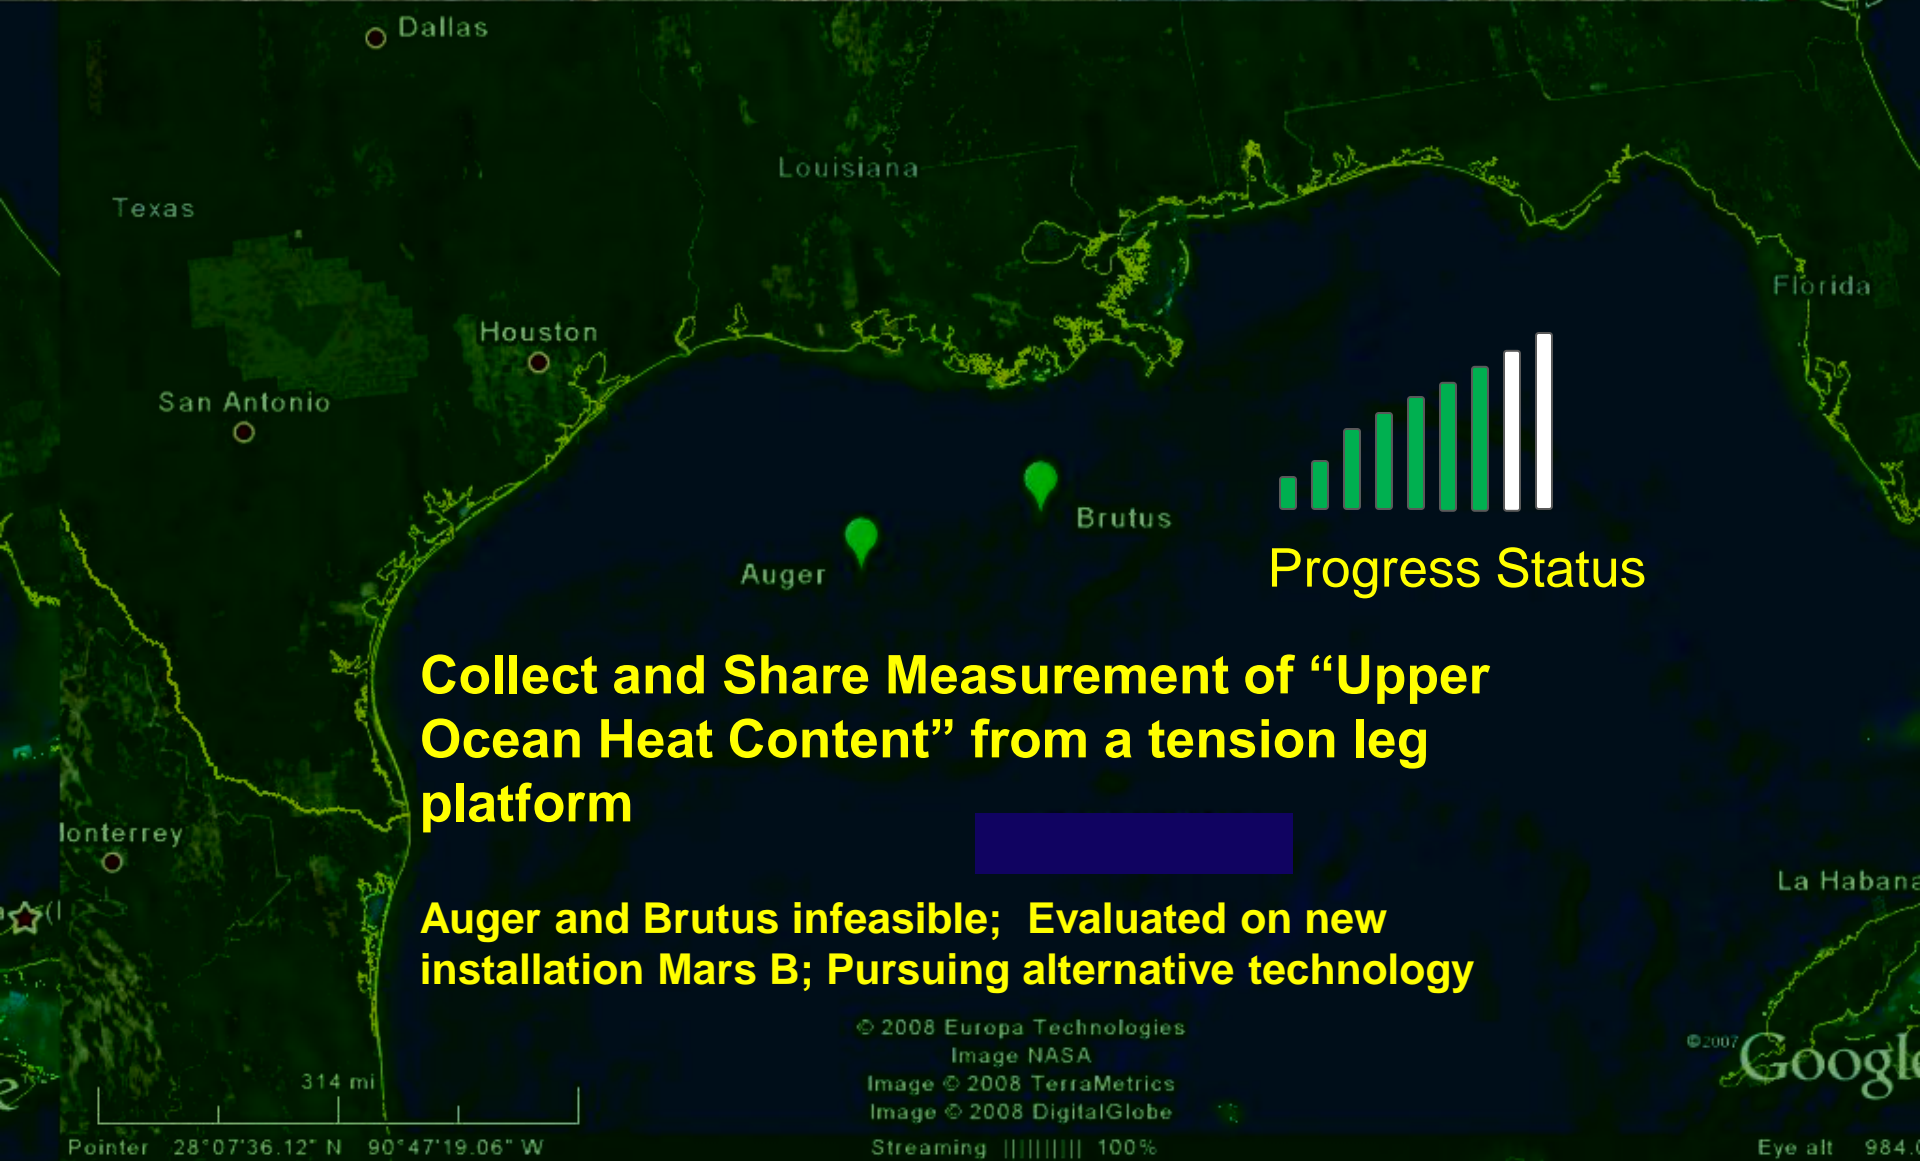 Dallas
Louisiana
Texas
Florida
Houston
San Antonio
Brutus
Auger
Progress Status
Collect and Share Measurement of “Upper
Ocean Heat Content” from a tension leg
platform
lonterrey
La Habana
Auger and Brutus infeasible; Evaluated on new
installation Mars B; Pursuing alternative technology
© 2008 Europa Technologies
Image NASA
Image © 2008 TerraMetrics
Image © 2008 DigitalGlobe
©2007 Google
314 mi
Pointer 28°07'36.12" N 90°47'19.06" W
Streaming |||||||||| 100%
Eye alt 984.